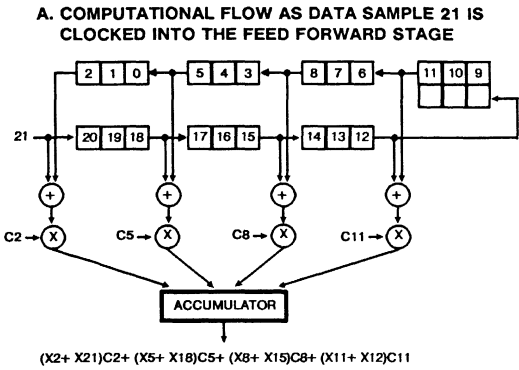 A. COMPUTATIONAL FLOW AS DATA SAMPLE 21 IS
CLOCKED INTO THE FEED FORWARD STAGE
2 1 0 5 4 3 8 7 6 11 10 9
21 20 19 18 17 16 15 14 13 12
+ + + +
C2 X C5 X C8 X C11 X
ACCUMULATOR
(X2+ X21)C2+ (X5+ X18)C5+ (X8+ X15)C8+ (X11+ X12)C11